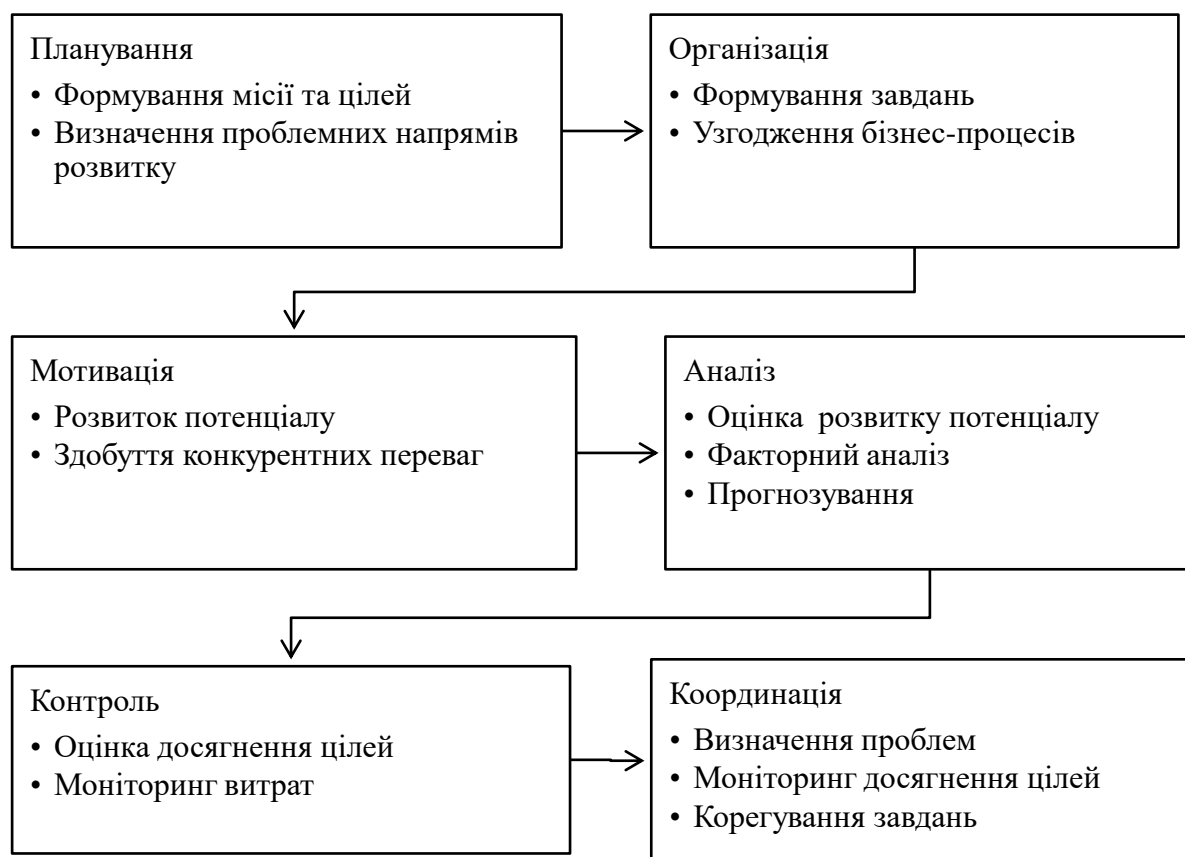 Планування
• Формування місії та цілей
• Визначення проблемних напрямів
розвитку
Організація
• Формування завдань
• Узгодження бізнес-процесів
Мотивація
• Розвиток потенціалу
• Здобуття конкурентних переваг
Аналіз
• Оцінка розвитку потенціалу
• Факторний аналіз
• Прогнозування
Контроль
• Оцінка досягнення цілей
• Моніторинг витрат
Координація
• Визначення проблем
• Моніторинг досягнення цілей
• Корегування завдань